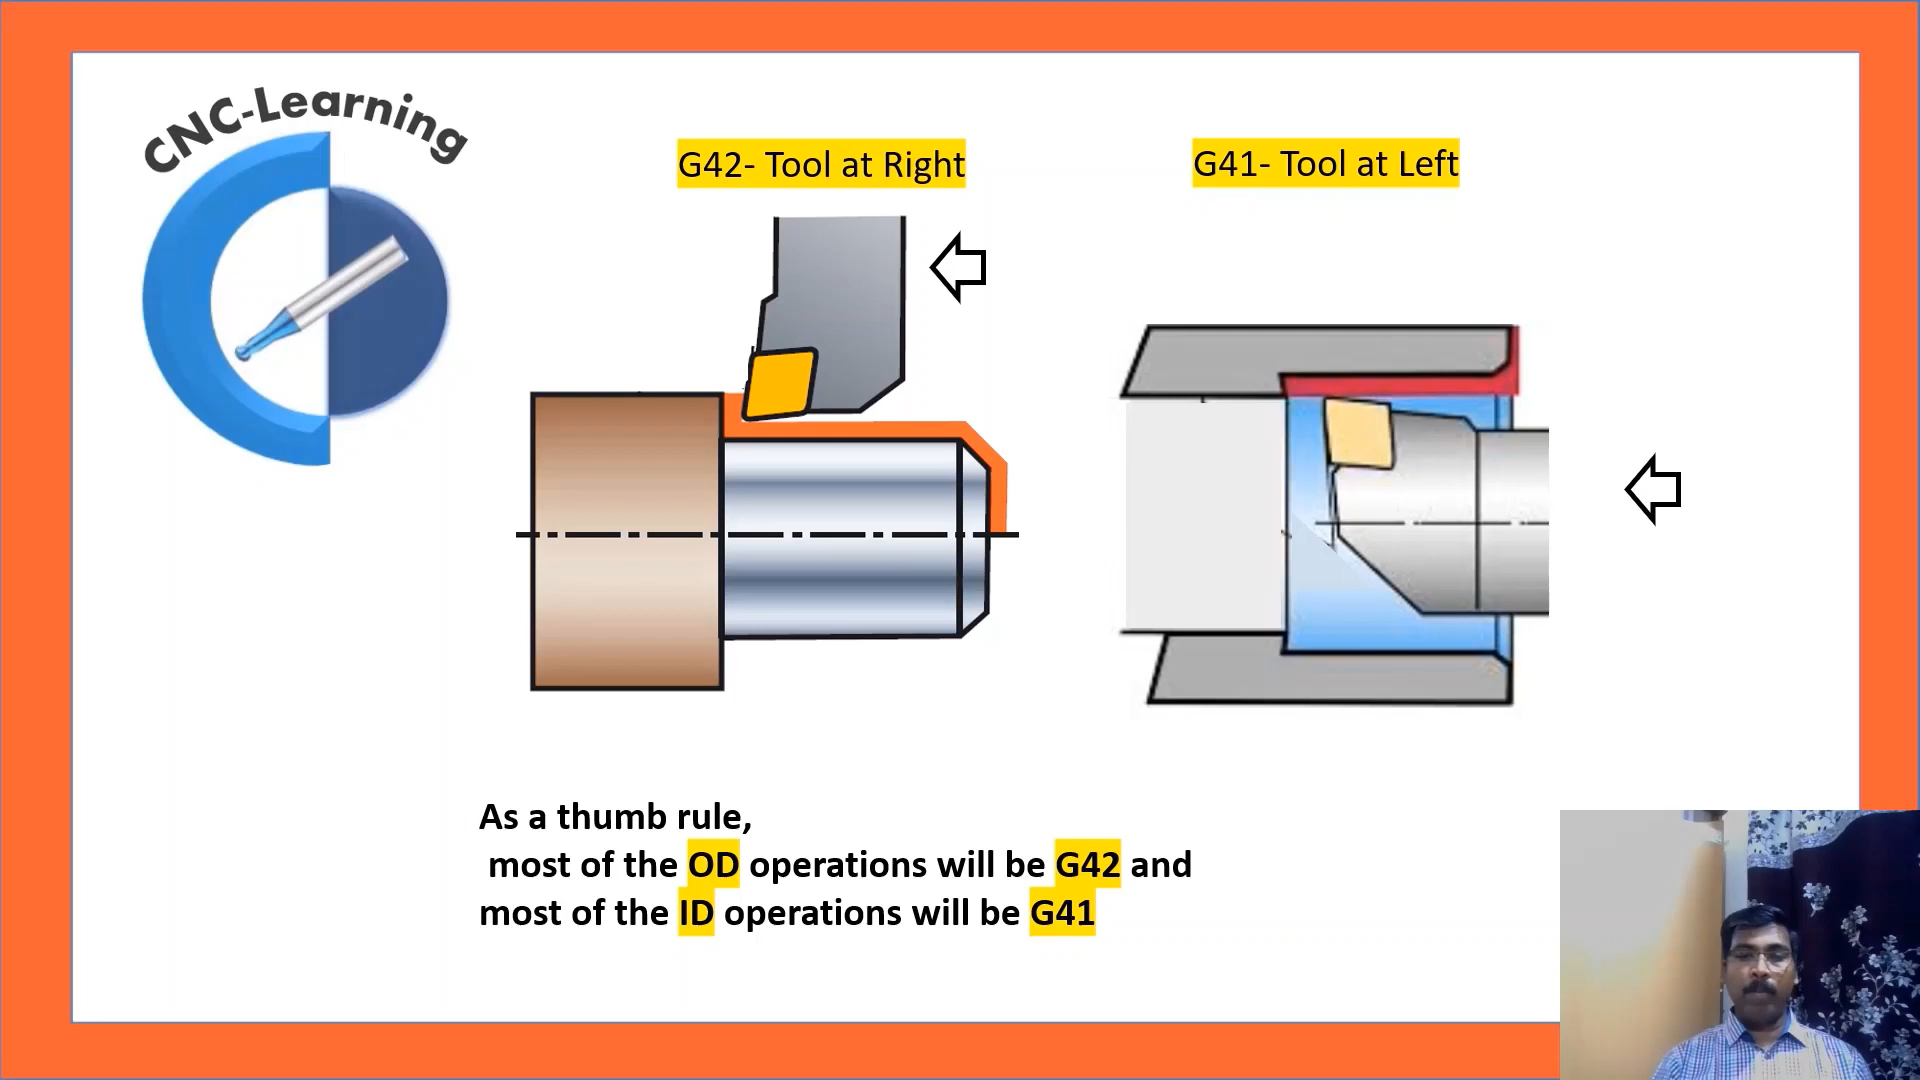 CNC-Learning
G42- Tool at Right
G41- Tool at Left
As a thumb rule,
most of the OD operations will be G42 and
most of the ID operations will be G41